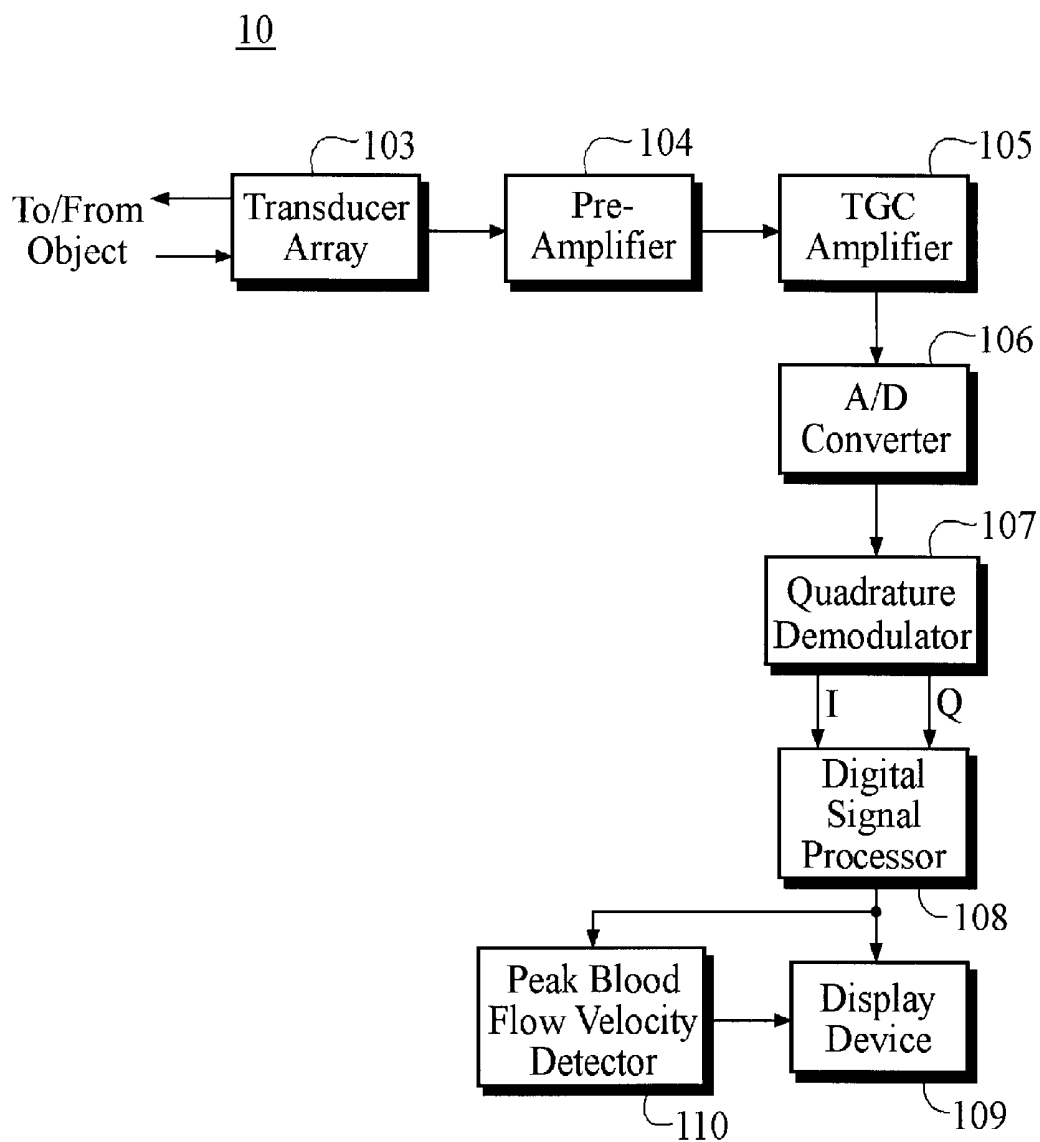 10
103
104
105
To/From
Object
Transducer
Array
Pre-
Amplifier
TGC
Amplifier
106
A/D
Converter
107
Quadrature
Demodulator
I
Q
Digital
Signal
Processor
108
Peak Blood
Flow Velocity
Detector
Display
Device
110
109